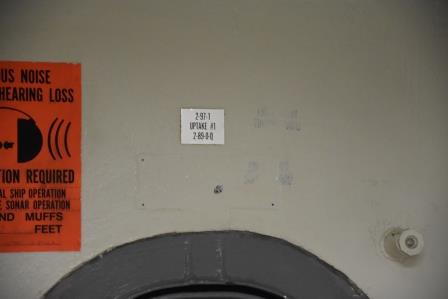 US NOISE
HEARING LOSS
TION REQUIRED
AL SHIP OPERATION
E SONAR OPERATION
ND MUFFS
FEET
2-97-1
UPTAKE #1
2-89-0-Q